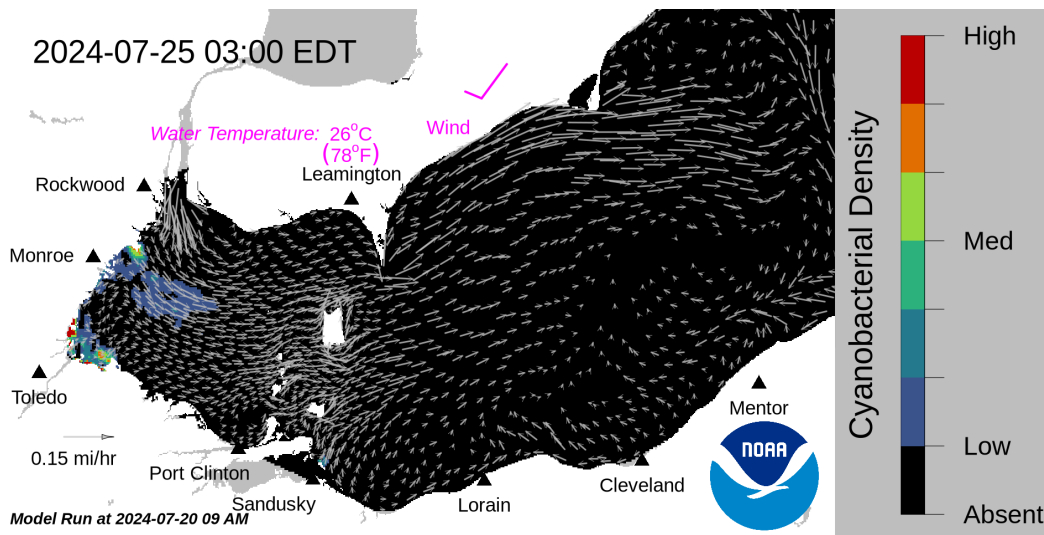 2024-07-25 03:00 EDT
High
Water Temperature: 26°C
(78°F)
Wind
Leamington
Rockwood
Monroe
Med
Cyanobacterial Density
Toledo
Mentor
NOAA
0.15 mi/hr
Low
Port Clinton
Sandusky
Lorain
Cleveland
Model Run at 2024-07-20 09 AM
Absent